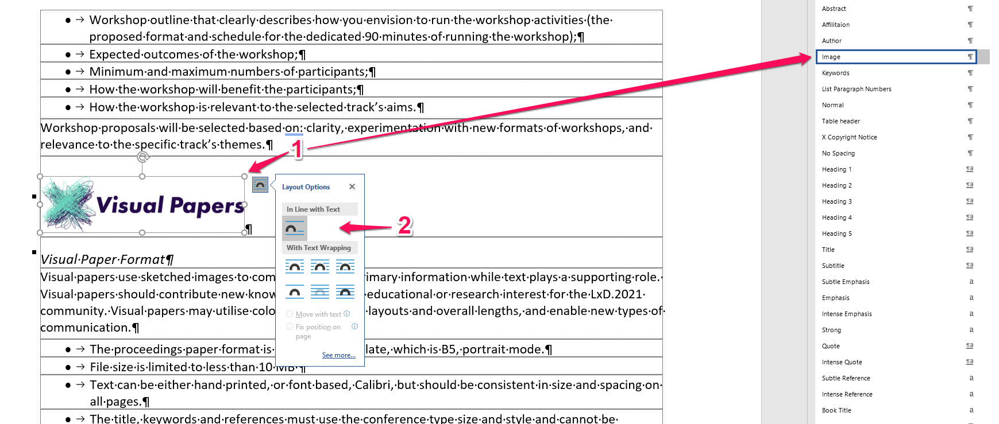 ● → Workshop·outline·that·clearly·describes·how·you·envision·to·run·the·workshop·activities·(the·
proposed·format·and·schedule·for·the·dedicated·90·minutes·of·running·the·workshop);¶
● → Expected·outcomes·of·the·workshop;¶
● → Minimum·and·maximum·numbers·of·participants;¶
● → How·the·workshop·will·benefit·the·participants;¶
● → How·the·workshop·is·relevant·to·the·selected·track’s·aims.¶
Workshop·proposals·will·be·selected·based·on:·clarity,·experimentation·with·new·formats·of·workshops,·and·
relevance·to·the·specific·track’s·themes.¶
1
Visual Papers
¶
Layout Options
In Line with Text
2
With Text Wrapping
Move with text
Fix position on
page
See more...
Visual·Paper·Format¶
Visual·papers·use·sketched·images·to·com imary·information·while·text·plays·a·supporting·role.·
Visual·papers·should·contribute·new·know ·educational·or·research·interest·for·the·LxD.2021·
community.·Visual·papers·may·utilise·colo ·layouts·and·overall·lengths,·and·enable·new·types·of·
communication.¶
● → The·proceedings·paper·format·is· late,·which·is·B5,·portrait·mode.¶
● → File·size·is·limited·to·less·than·10·MB·¶
● → Text·can·be·either·hand·printed,·or·font·based,·Calibri,·but·should·be·consistent·in·size·and·spacing·on·
all·pages.¶
● → The·title,·keywords·and·references·must·use·the·conference·type·size·and·style·and·cannot·be·
Abstract ¶
Affilitaion ¶
Author ¶
Image ¶
Keywords ¶
List Paragraph Numbers ¶
Normal ¶
Table header ¶
X Copyright Notice ¶
No Spacing ¶
Heading 1 ¶a
Heading 2 ¶a
Heading 3 ¶a
Heading 4 ¶a
Heading 5 ¶a
Title ¶a
Subtitle ¶a
Subtle Emphasis a
Emphasis a
Intense Emphasis a
Strong a
Quote ¶a
Intense Quote ¶a
Subtle Reference a
Intense Reference a
Book Title a